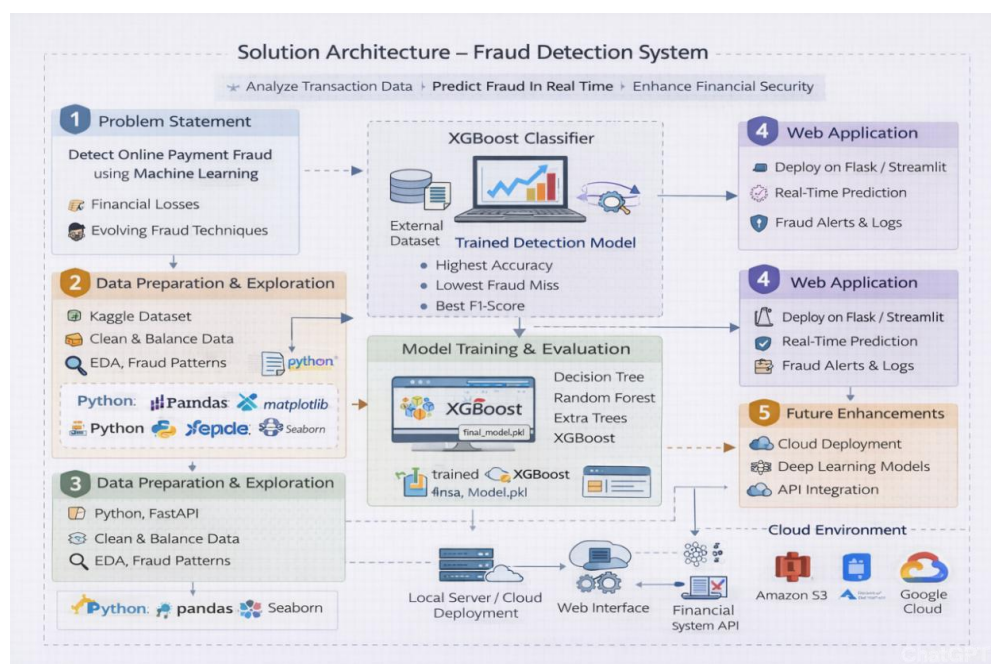 Solution Architecture – Fraud Detection System
Analyze Transaction Data › Predict Fraud In Real Time › Enhance Financial Security
1 Problem Statement
Detect Online Payment Fraud
using Machine Learning
Financial Losses
Evolving Fraud Techniques
2 Data Preparation & Exploration
Kaggle Dataset
Clean & Balance Data
EDA, Fraud Patterns
python
Python: Pandas matplotlib
Python Seaborn
3 Data Preparation & Exploration
Python, FastAPI
Clean & Balance Data
EDA, Fraud Patterns
Python: pandas Seaborn
XGBoost Classifier
External
Dataset
Trained Detection Model
• Highest Accuracy
• Lowest Fraud Miss
• Best F1-Score
Model Training & Evaluation
XGBoost
final_model.pkl
Decision Tree
Random Forest
Extra Trees
XGBoost
trained XGBoost
Model.pkl
Local Server / Cloud
Deployment
Web Interface
Financial
System API
4 Web Application
Deploy on Flask / Streamlit
Real-Time Prediction
Fraud Alerts & Logs
4 Web Application
Deploy on Flask / Streamlit
Real-Time Prediction
Fraud Alerts & Logs
5 Future Enhancements
Cloud Deployment
Deep Learning Models
API Integration
Cloud Environment
Amazon S3
Google
Cloud